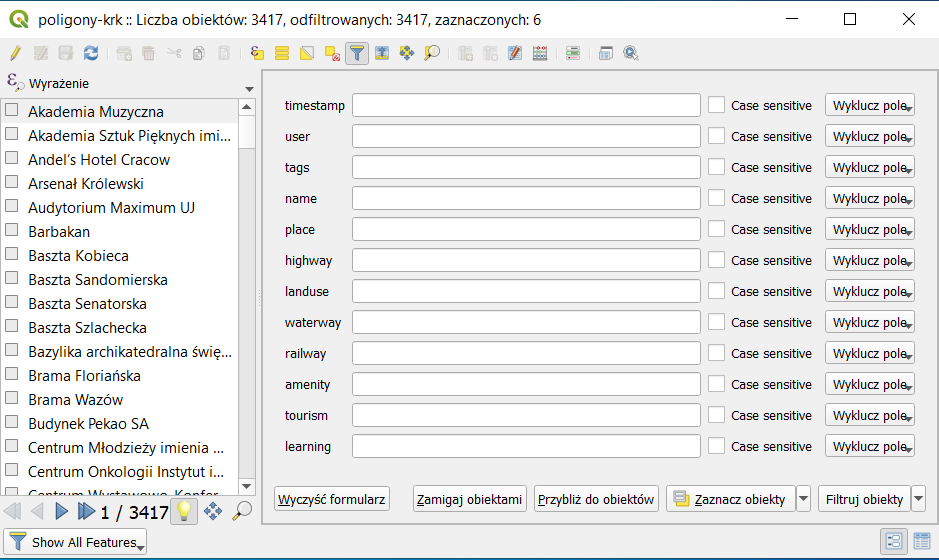 poligony-krk :: Liczba obiektów: 3417, odfiltrowanych: 3417, zaznaczonych: 6
Wyrażenie
Akademia Muzyczna
Akademia Sztuk Pięknych imi...
Andel's Hotel Cracow
Arsenał Królewski
Audytorium Maximum UJ
Barbakan
Baszta Kobieca
Baszta Sandomierska
Baszta Senatorska
Baszta Szlachecka
Bazylika archikatedralna świę...
Brama Floriańska
Brama Wazów
Budynek Pekao SA
Centrum Młodzieży imienia ...
Centrum Onkologii Instytut i...
Centrum Wystawowo-Konfer...
1 / 3417
Show All Features
timestamp Case sensitive Wyklucz pole
user Case sensitive Wyklucz pole
tags Case sensitive Wyklucz pole
name Case sensitive Wyklucz pole
place Case sensitive Wyklucz pole
highway Case sensitive Wyklucz pole
landuse Case sensitive Wyklucz pole
waterway Case sensitive Wyklucz pole
railway Case sensitive Wyklucz pole
amenity Case sensitive Wyklucz pole
tourism Case sensitive Wyklucz pole
learning Case sensitive Wyklucz pole
Wyczyść formularz Zamigaj obiektami Przybliż do obiektów Zaznacz obiekty Filtruj obiekty